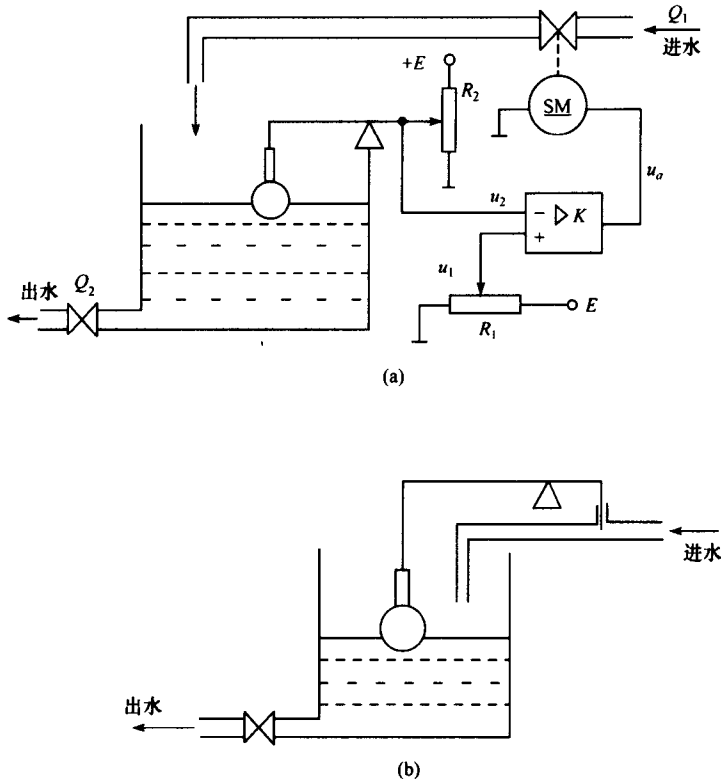 Q₁
进水
+E
R₂
SM
uₐ
u₂
− ▷ K
+
u₁
出水
Q₂
E
R₁
(a)
进水
出水
(b)